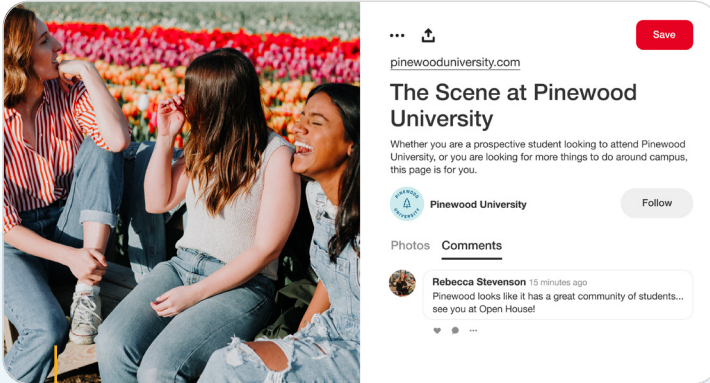 Save
pinewooduniversity.com
The Scene at Pinewood
University
Whether you are a prospective student looking to attend Pinewood
University, or you are looking for more things to do around campus,
this page is for you.
PINEWOOD
UNIVERSITY
Pinewood University
Follow
Photos Comments
Rebecca Stevenson 15 minutes ago
Pinewood looks like it has a great community of students...
see you at Open House!